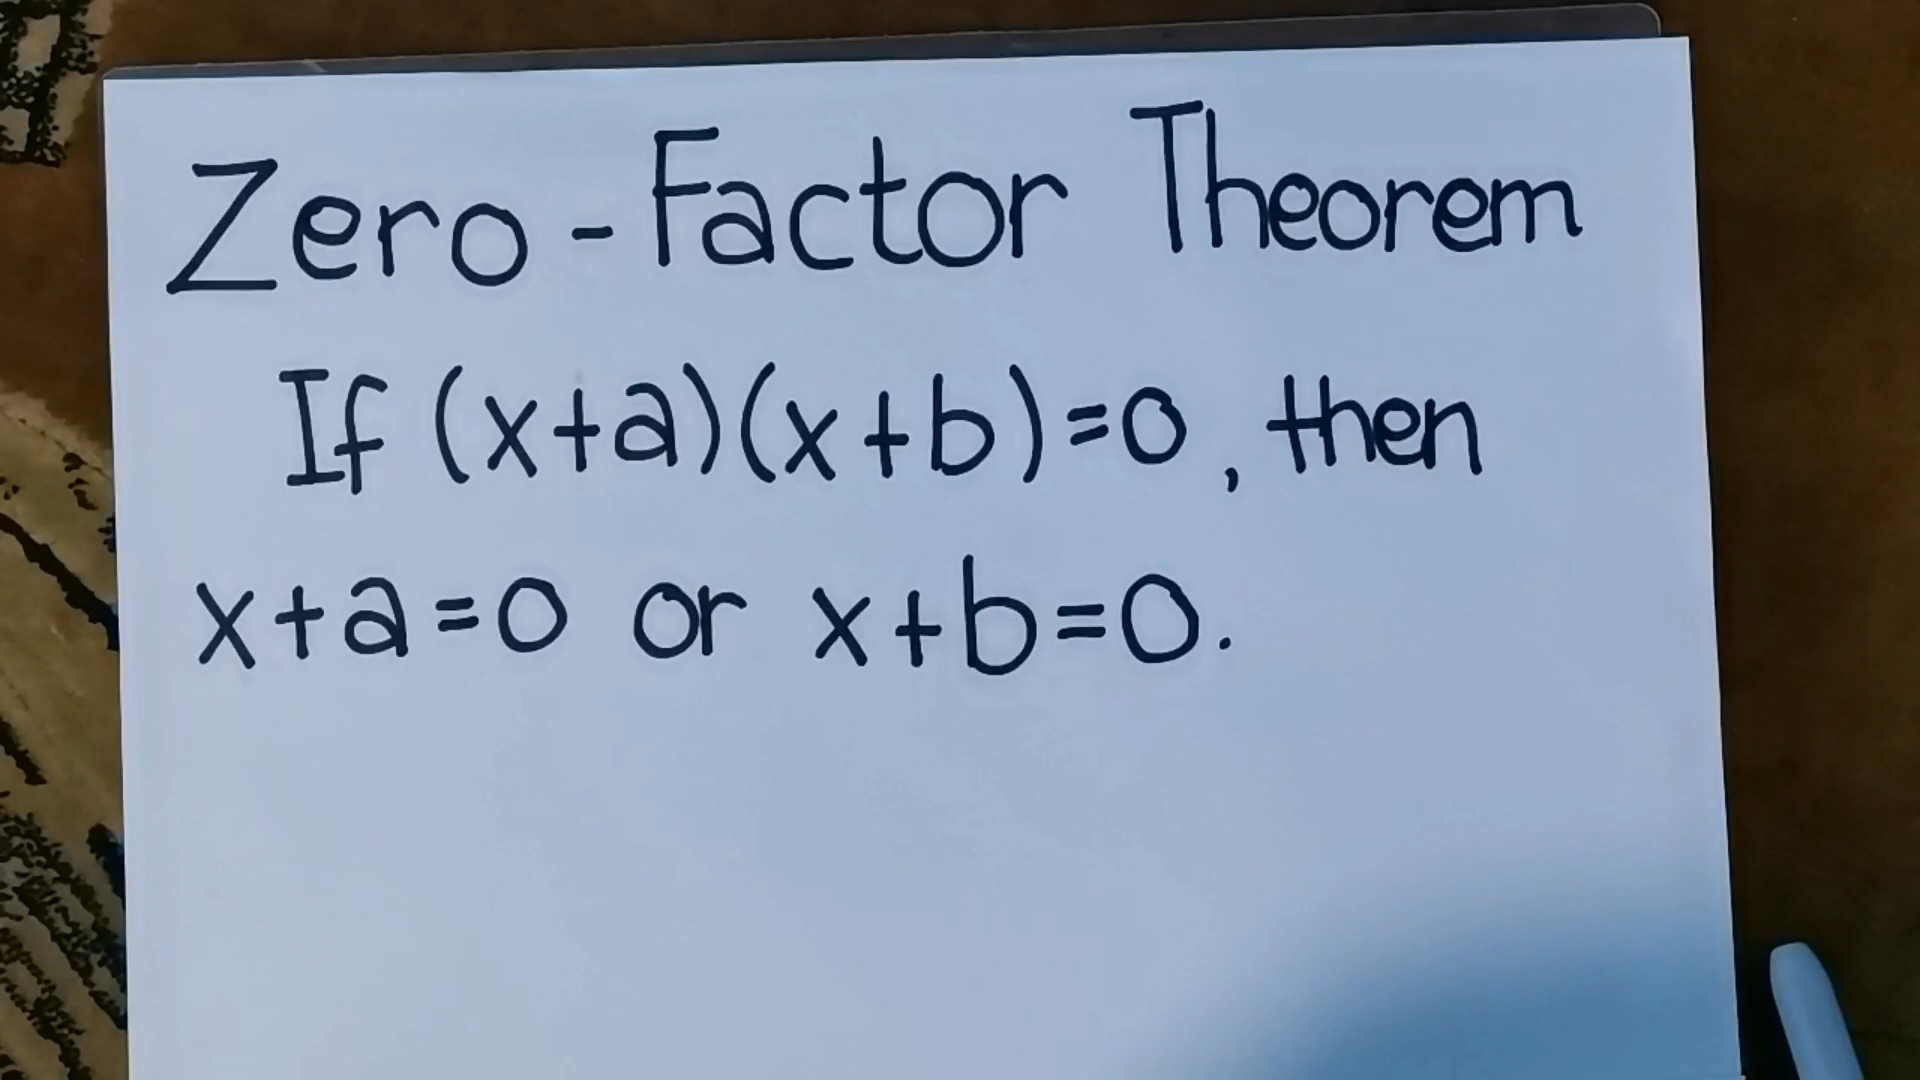 Zero-Factor Theorem
If (x+a)(x+b)=0, then
x+a=0 or x+b=0.